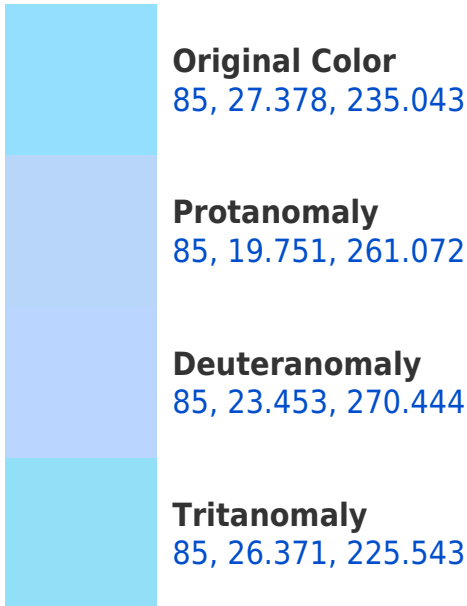 Original Color
85, 27.378, 235.043
Protanomaly
85, 19.751, 261.072
Deuteranomaly
85, 23.453, 270.444
Tritanomaly
85, 26.371, 225.543